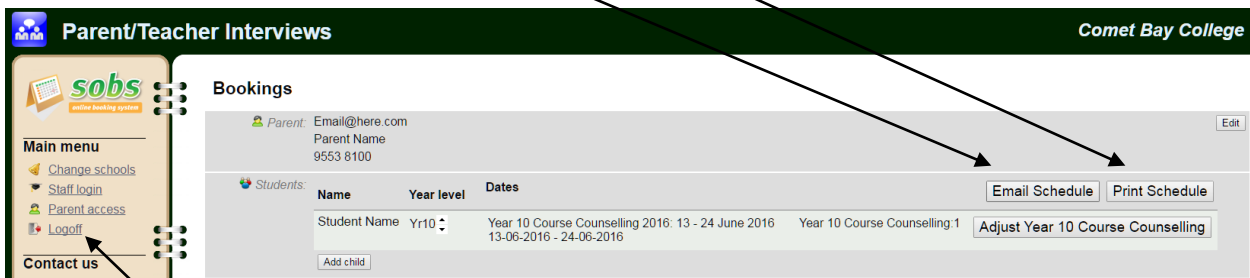 Parent/Teacher Interviews
Comet Bay College
sobs
online booking system
Main menu
Change schools
Staff login
Parent access
Logoff
Contact us
Bookings
Parent: Email@here.com
Parent Name
9553 8100
Edit
Students:
Name Year level Dates
Email Schedule Print Schedule
Student Name Yr10 Year 10 Course Counselling 2016: 13 - 24 June 2016 Year 10 Course Counselling:1 Adjust Year 10 Course Counselling
13-06-2016 - 24-06-2016
Add child